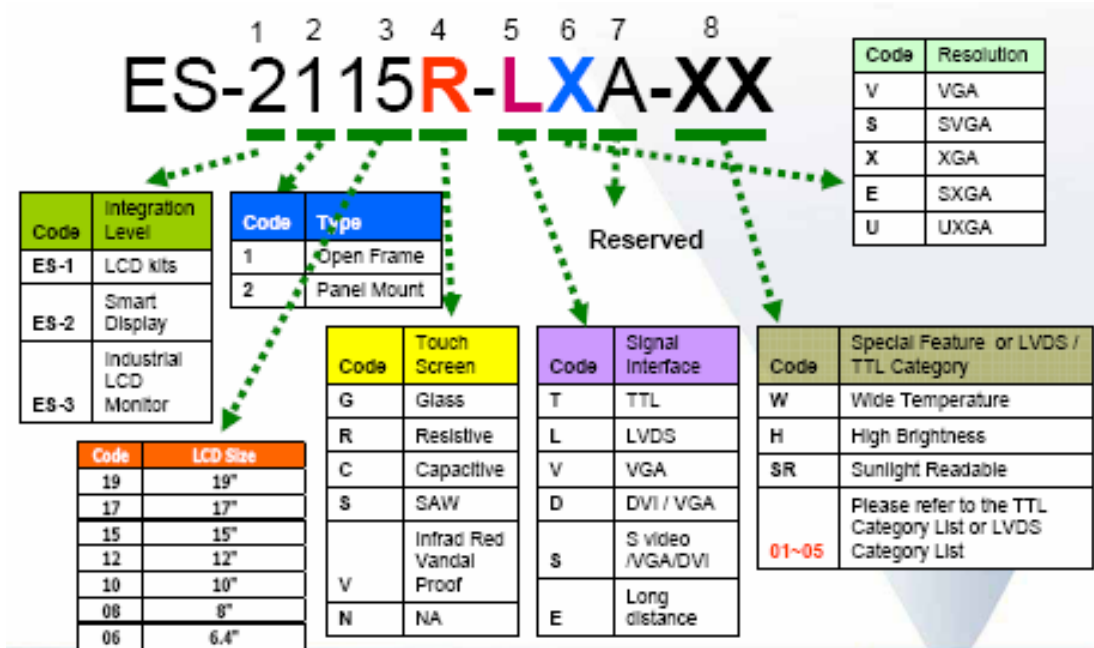 1 2 3 4 5 6 7 8
ES-2115R-LXA-XX
Code Resolution
V VGA
S SVGA
X XGA
E SXGA
U UXGA
Reserved
Code Integration
Level
ES-1 LCD kits
ES-2 Smart
Display
ES-3 Industrial
LCD
Monitor
Code Type
1 Open Frame
2 Panel Mount
Code LCD Size
19 19"
17 17"
15 15"
12 12"
10 10"
08 8"
06 6.4"
Code Touch
Screen
G Glass
R Resistive
C Capacitive
S SAW
V Infrad Red
Vandal
Proof
N NA
Code Signal
Interface
T TTL
L LVDS
V VGA
D DVI / VGA
S S video
/VGA/DVI
E Long
distance
Code Special Feature or LVDS /
TTL Category
W Wide Temperature
H High Brightness
SR Sunlight Readable
01~05 Please refer to the TTL
Category List or LVDS
Category List